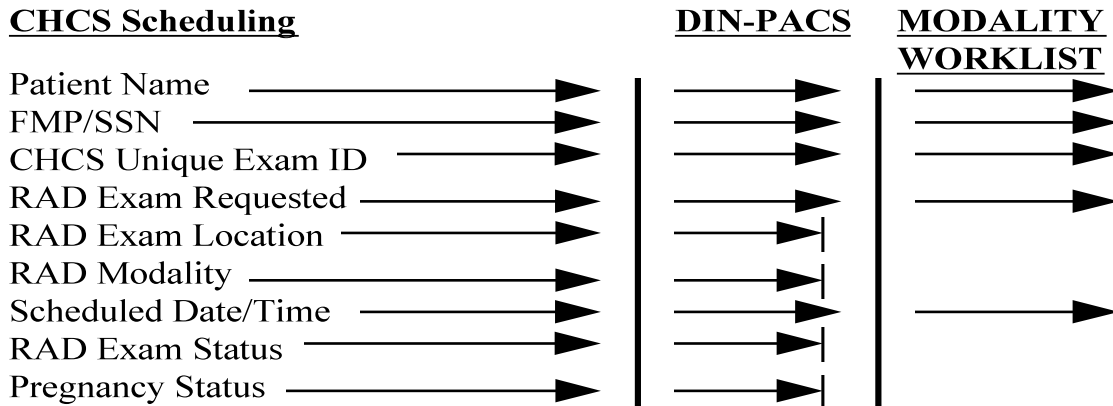 CHCS Scheduling DIN-PACS MODALITY
WORKLIST
Patient Name
FMP/SSN
CHCS Unique Exam ID
RAD Exam Requested
RAD Exam Location
RAD Modality
Scheduled Date/Time
RAD Exam Status
Pregnancy Status